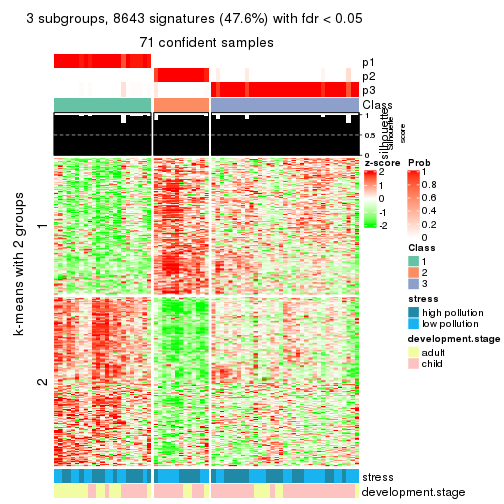 3 subgroups, 8643 signatures (47.6%) with fdr < 0.05
71 confident samples
p1
p2
p3
Class
1
0.5
0
silhouette
Silhouette
score
k-means with 2 groups
1
2
z-score
2
1
0
-1
-2
Prob
1
0.8
0.6
0.4
0.2
0
Class
1
2
3
stress
high pollution
low pollution
development.stage
adult
child
stress
development.stage